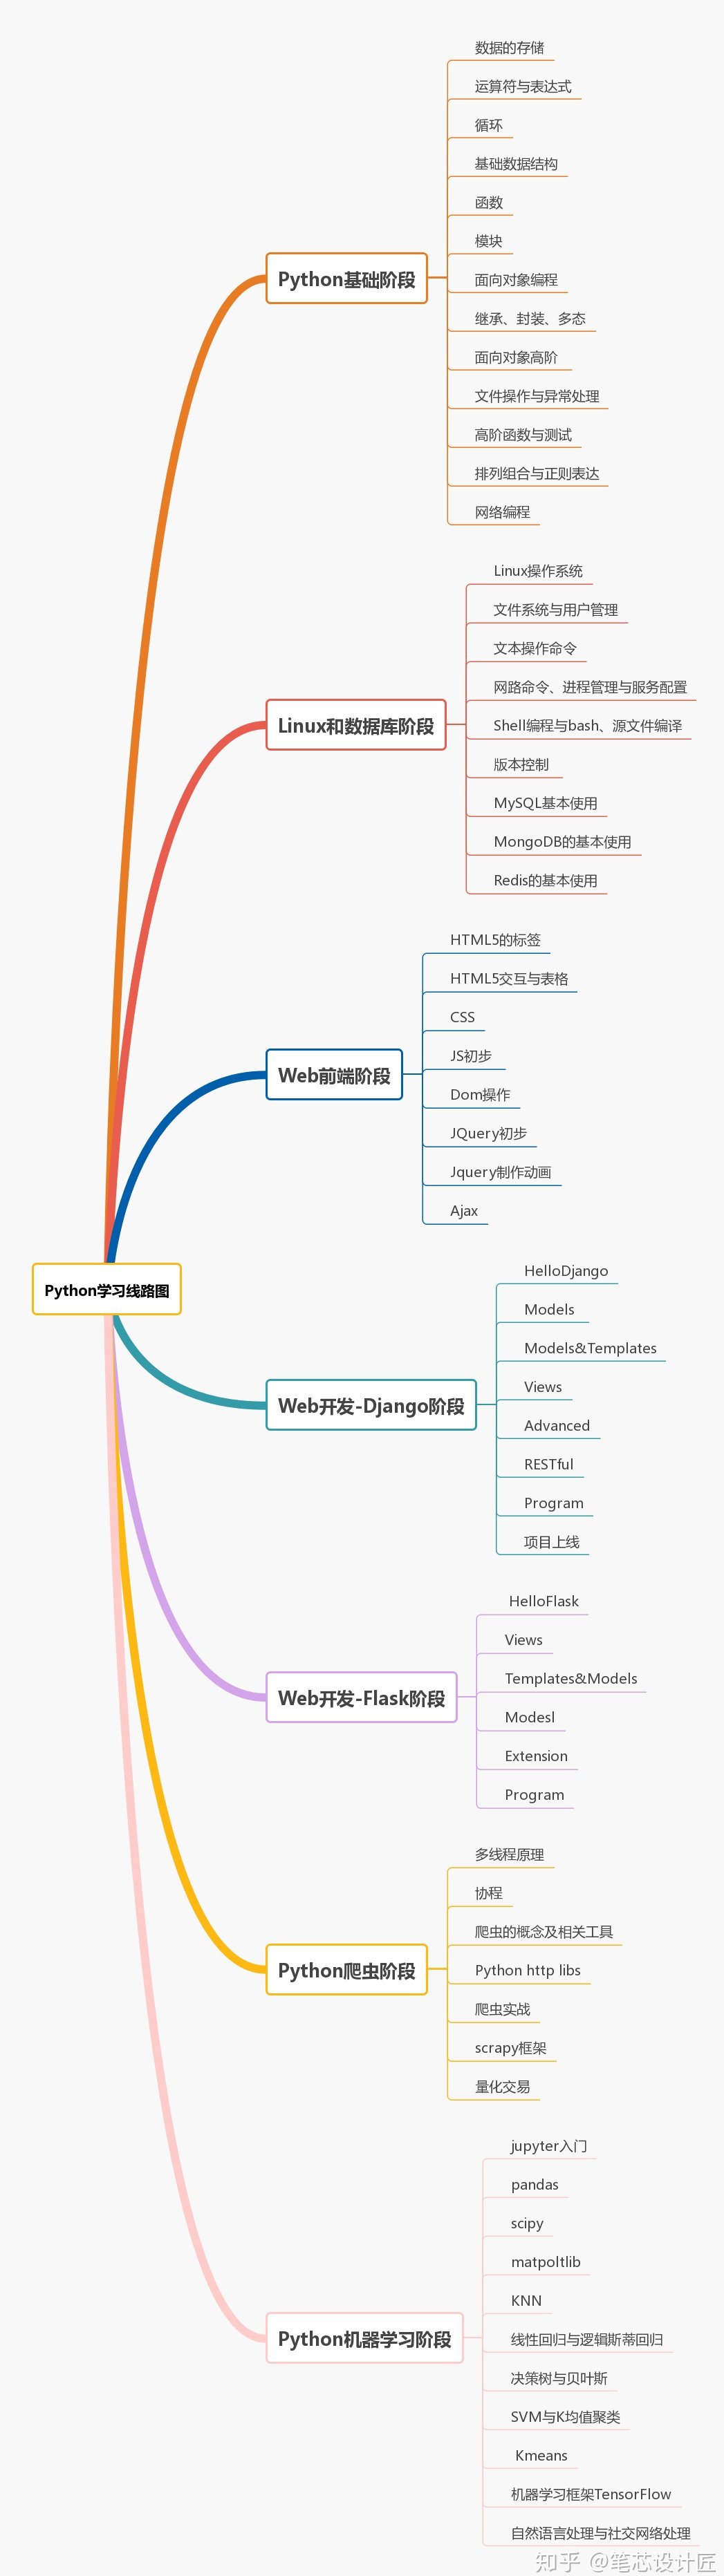 Python学习线路图
Python基础阶段
数据的存储
运算符与表达式
循环
基础数据结构
函数
模块
面向对象编程
继承、封装、多态
面向对象高阶
文件操作与异常处理
高阶函数与测试
排列组合与正则表达
网络编程
Linux和数据库阶段
Linux操作系统
文件系统与用户管理
文本操作命令
网路命令、进程管理与服务配置
Shell编程与bash、源文件编译
版本控制
MySQL基本使用
MongoDB的基本使用
Redis的基本使用
Web前端阶段
HTML5的标签
HTML5交互与表格
CSS
JS初步
Dom操作
JQuery初步
Jquery制作动画
Ajax
Web开发-Django阶段
HelloDjango
Models
Models&Templates
Views
Advanced
RESTful
Program
项目上线
Web开发-Flask阶段
HelloFlask
Views
Templates&Models
Modesl
Extension
Program
Python爬虫阶段
多线程原理
协程
爬虫的概念及相关工具
Python http libs
爬虫实战
scrapy框架
量化交易
Python机器学习阶段
jupyter入门
pandas
scipy
matpoltlib
KNN
线性回归与逻辑斯蒂回归
决策树与贝叶斯
SVM与K均值聚类
Kmeans
机器学习框架TensorFlow
自然语言处理与社交网络处理
知乎 @笔芯设计匠